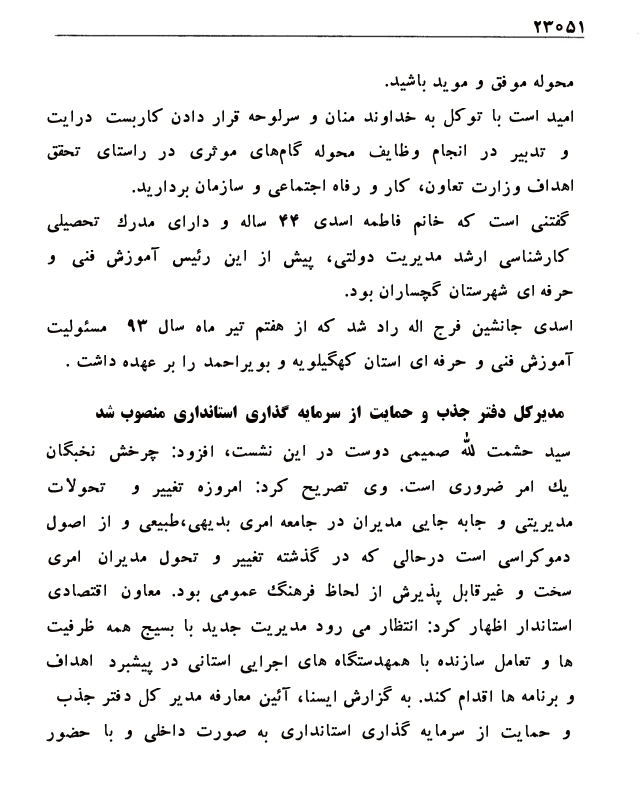 ۲۳۰۵۱
محوله موفق و موید باشید.
امید است با توکل به خداوند منان و سرلوحه قرار دادن کاربست درایت
و تدبیر در انجام وظایف محوله گام‌های موثری در راستای تحقق
اهداف وزارت تعاون، کار و رفاه اجتماعی و سازمان بردارید.
گفتنی است که خانم فاطمه اسدی ۴۴ ساله و دارای مدرك تحصیلی
کارشناسی ارشد مدیریت دولتی، پیش از این رئیس آموزش فنی و
حرفه ای شهرستان گچساران بود.
اسدی جانشین فرج اله راد شد که از هفتم تیر ماه سال ۹۳ مسئولیت
آموزش فنی و حرفه ای استان کهگیلویه و بویراحمد را بر عهده داشت .
مدیرکل دفتر جذب و حمایت از سرمایه گذاری استانداری منصوب شد
سید حشمت لله صمیمی دوست در این نشست، افزود: چرخش نخبگان
یك امر ضروری است. وی تصریح کرد: امروزه تغییر و تحولات
مدیریتی و جابه جایی مدیران در جامعه امری بدیهی،طبیعی و از اصول
دموکراسی است درحالی که در گذشته تغییر و تحول مدیران امری
سخت و غیرقابل پذیرش از لحاظ فرهنگ عمومی بود. معاون اقتصادی
استاندار اظهار کرد: انتظار می رود مدیریت جدید با بسیج همه ظرفیت
ها و تعامل سازنده با همهدستگاه های اجرایی استانی در پیشبرد اهداف
و برنامه ها اقدام کند. به گزارش ایسنا، آئین معارفه مدیر کل دفتر جذب
و حمایت از سرمایه گذاری استانداری به صورت داخلی و با حضور